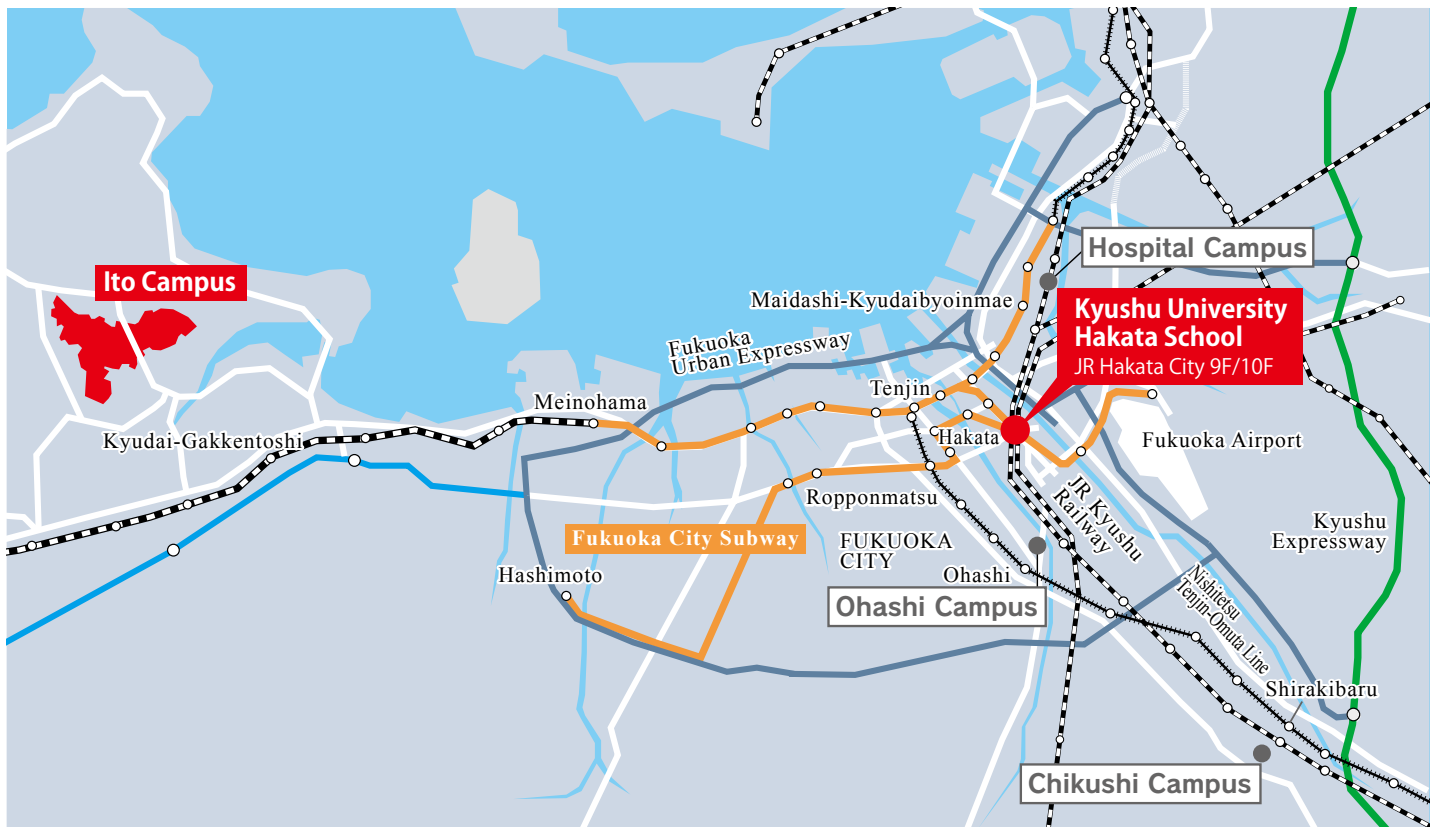 Ito Campus
Hospital Campus
Maidashi-Kyudaibyoinmae
Kyushu University
Hakata School
JR Hakata City 9F/10F
Fukuoka
Urban Expressway
Tenjin
Meinohama
Kyudai-Gakkentoshi
Hakata
Fukuoka Airport
Ropponmatsu
JR Kyushu
Railway
Kyushu
Expressway
Fukuoka City Subway
FUKUOKA
CITY
Hashimoto
Ohashi
Nishitetsu
Tenjin-Omuta Line
Ohashi Campus
Shirakibaru
Chikushi Campus